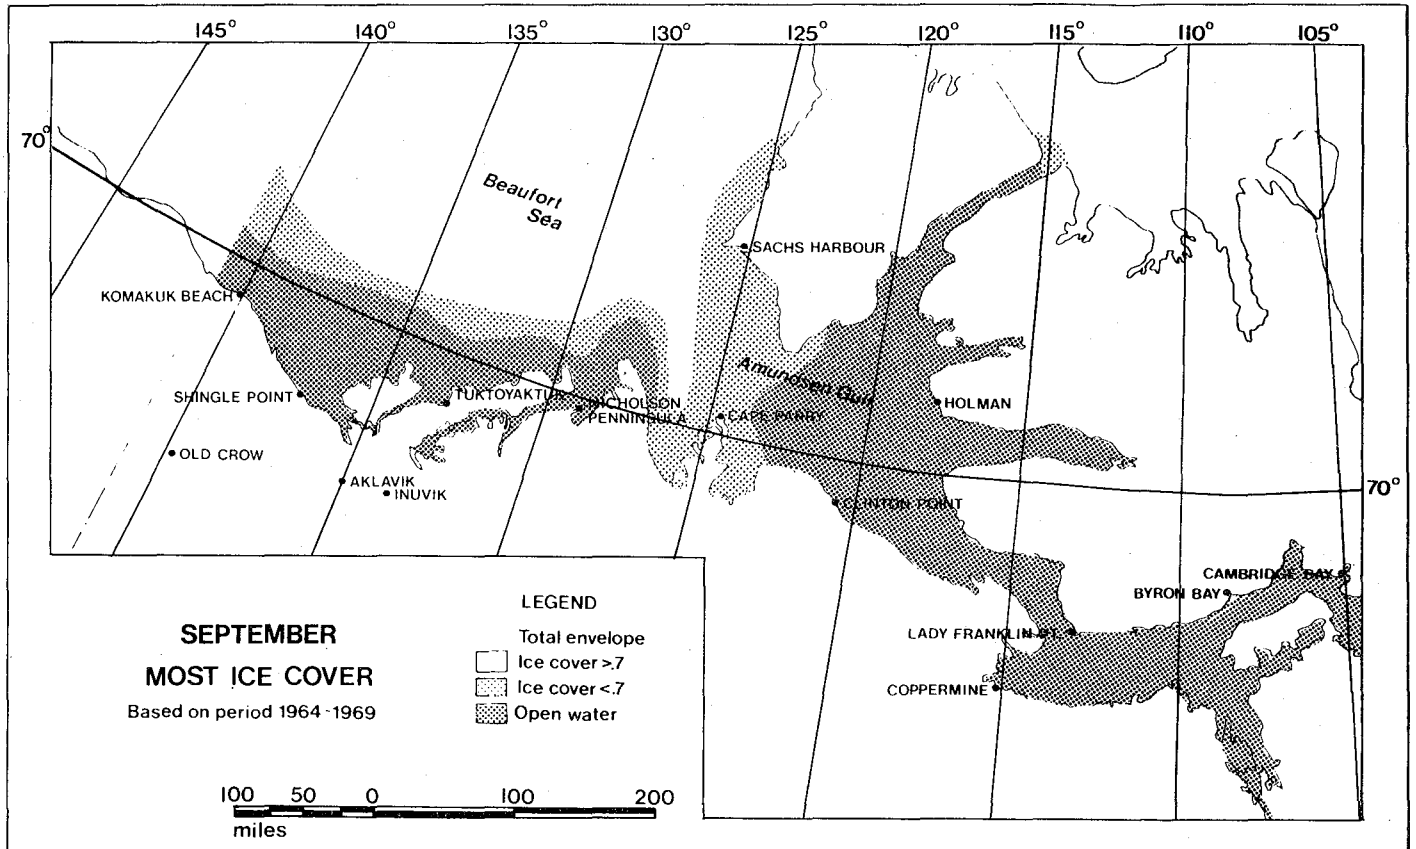 145° 140° 135° 130° 125° 120° 115° 110° 105°
70°
Beaufort
Sea
SACHS HARBOUR
KOMAKUK BEACH
Amundsen Gulf
SHINGLE POINT
TUKTOYAKTUK
NICHOLSON
PENNINSULA
CAPE PARRY
HOLMAN
OLD CROW
AKLAVIK
INUVIK
CLINTON POINT
70°
CAMBRIDGE BAY
BYRON BAY
LADY FRANKLIN PT.
COPPERMINE
SEPTEMBER
MOST ICE COVER
Based on period 1964-1969
LEGEND
Total envelope
Ice cover >.7
Ice cover <.7
Open water
100 50 0 100 200
miles